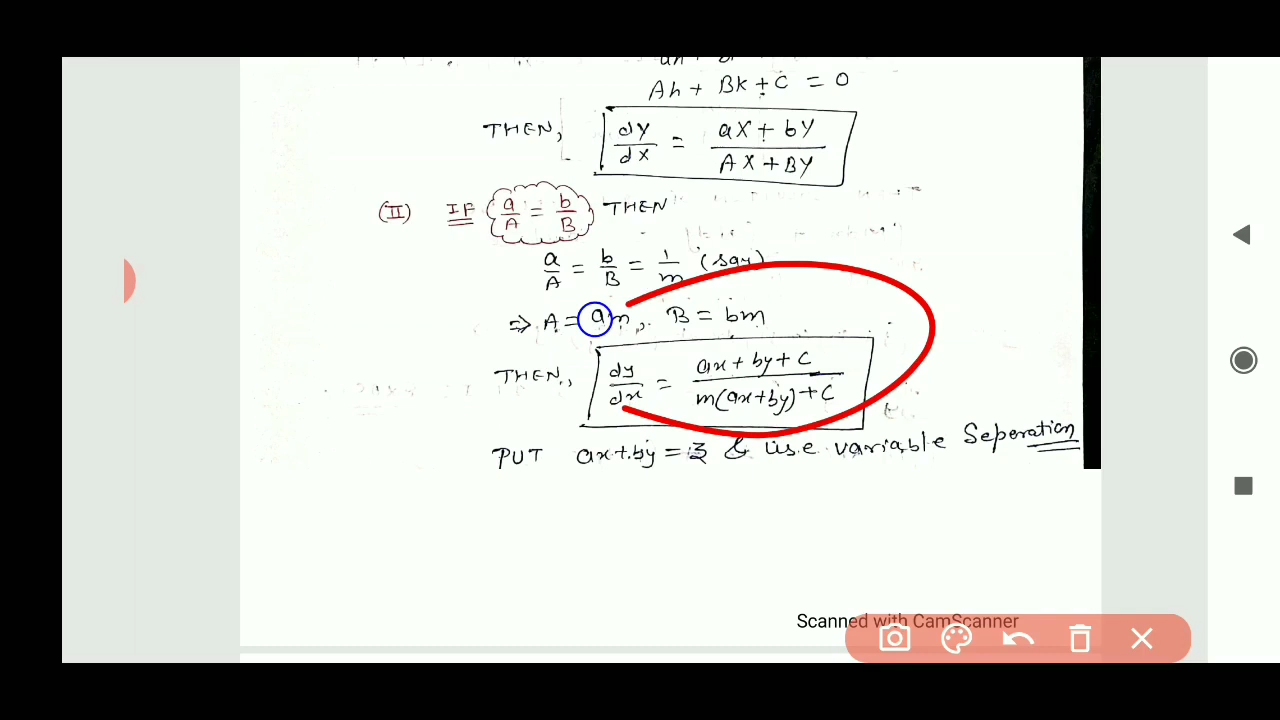 Ah + Bk + C = 0
THEN, dY/dX = aX + bY / AX + BY
(II) IF a/A = b/B THEN
a/A = b/B = 1/m (say)
⇒ A = am, B = bm
THEN, dy/dx = ax + by + c / m(ax + by) + C
PUT ax + by = z & use variable Seperation
Scanned with CamScanner